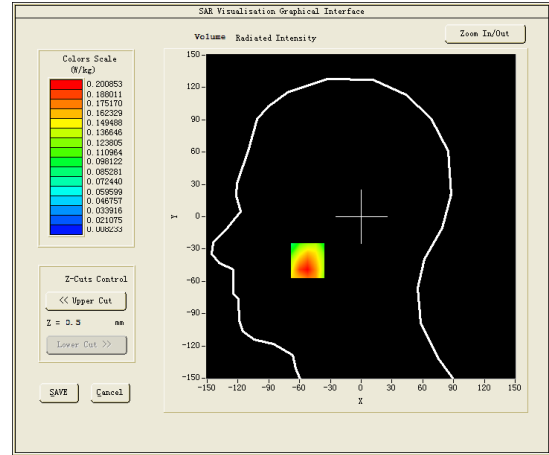 SAR Visualisation Graphical Interface
Volume Radiated Intensity
Zoom In/Out
Colors Scale
(W/kg)
0.200853
0.188011
0.175170
0.162329
0.149488
0.136646
0.123805
0.110964
0.098122
0.085281
0.072440
0.059599
0.046757
0.033916
0.021075
0.008233
150
120
90
60
30
0
-30
-60
-90
-120
-150
Y
-150 -120 -90 -60 -30 0 30 60 90 120 150
X
Z-Cuts Control
<< Upper Cut
Z = 0.5 mm
Lower Cut >>
SAVE Cancel